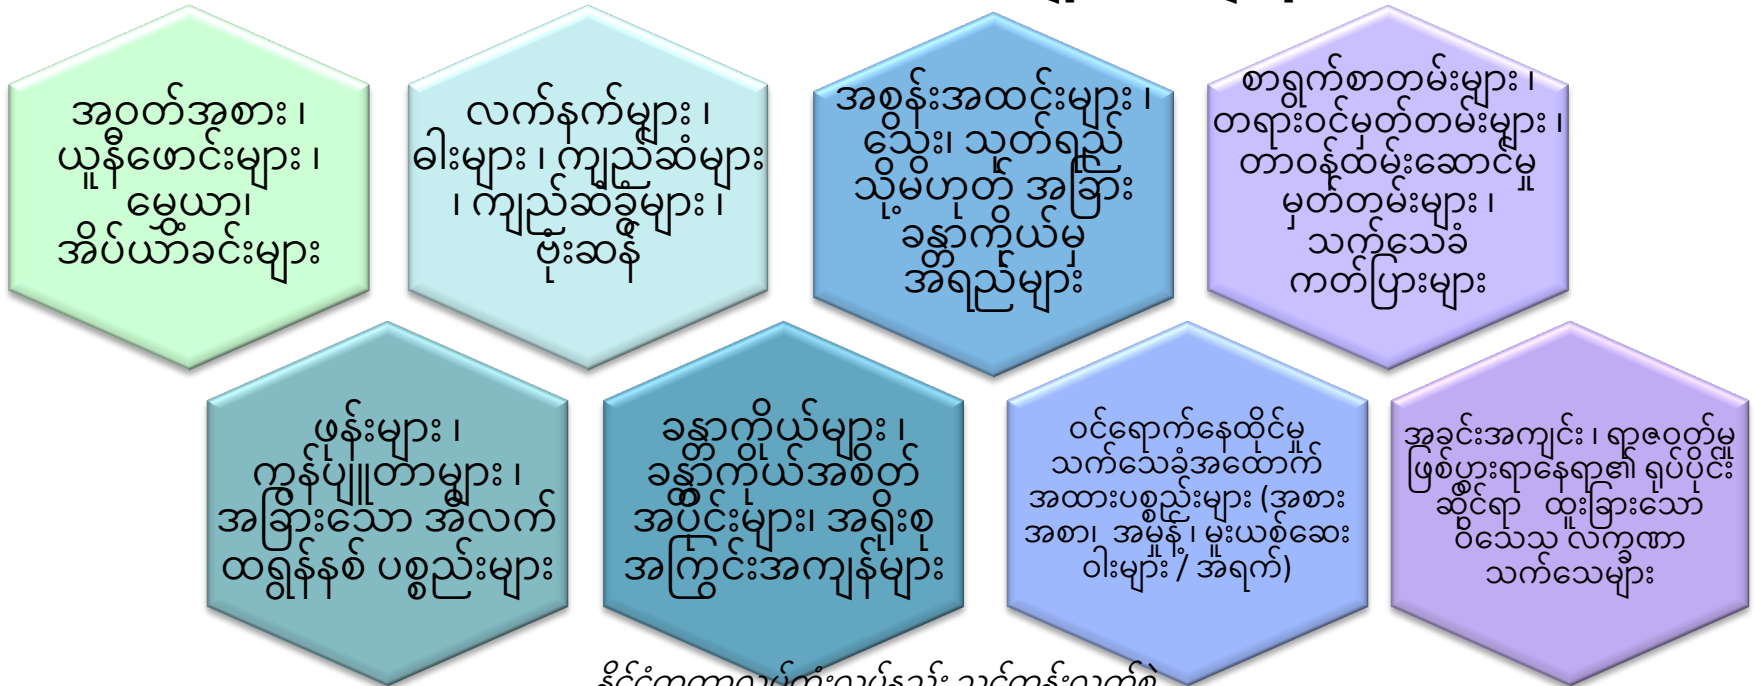 အဝတ်အစား ၊
ယူနီဖောင်းများ ၊
မွေ့ယာ၊
အိပ်ယာခင်းများ
လက်နက်များ ၊
ဓါးများ ၊ ကျည်ဆံများ
၊ ကျည်ဆံခွံများ ၊
ဗုံးဆန်
အစွန်းအထင်းများ ၊
သွေး၊ သုတ်ရည်
သို့မဟုတ် အခြား
ခန္တာကိုယ်မှ
အရည်များ
စာရွက်စာတမ်းများ ၊
တရားဝင်မှတ်တမ်းများ ၊
တာဝန်ထမ်းဆောင်မှု
မှတ်တမ်းများ ၊
သက်သေခံ
ကတ်ပြားများ
ဖုန်းများ ၊
ကွန်ပျူတာများ ၊
အခြားသော အီလက်
ထရွန်နစ် ပစ္စည်းများ
ခန္တာကိုယ်များ ၊
ခန္တာကိုယ်အစိတ်
အပိုင်းများ၊ အရိုးစု
အကြွင်းအကျန်များ
ဝင်ရောက်နေထိုင်မှု
သက်သေခံအထောက်
အထားပစ္စည်းများ (အစား
အစာ၊ အမှုန့် ၊ မူးယစ်ဆေး
ဝါးများ / အရက်)
အခင်းအကျင်း ၊ ရာဇဝတ်မှု
ဖြစ်ပွားရာနေရာ၏ ရုပ်ပိုင်း
ဆိုင်ရာ ထူးခြားသော
ဝိသေသ လက္ခဏာ
သက်သေများ